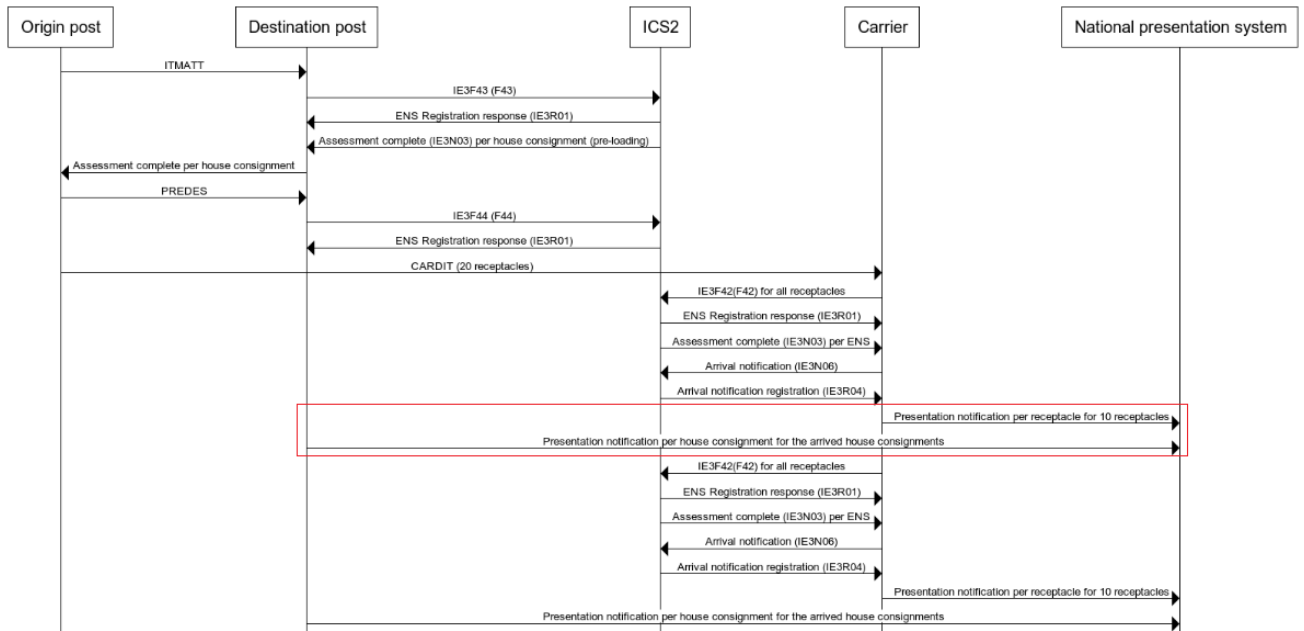 Origin post
Destination post
ICS2
Carrier
National presentation system
ITMATT
IE3F43 (F43)
ENS Registration response (IE3R01)
Assessment complete (IE3N03) per house consignment (pre-loading)
Assessment complete per house consignment
PREDES
IE3F44 (F44)
ENS Registration response (IE3R01)
CARDIT (20 receptacles)
IE3F42(F42) for all receptacles
ENS Registration response (IE3R01)
Assessment complete (IE3N03) per ENS
Arrival notification (IE3N06)
Arrival notification registration (IE3R04)
Presentation notification per receptacle for 10 receptacles
Presentation notification per house consignment for the arrived house consignments
IE3F42(F42) for all receptacles
ENS Registration response (IE3R01)
Assessment complete (IE3N03) per ENS
Arrival notification (IE3N06)
Arrival notification registration (IE3R04)
Presentation notification per receptacle for 10 receptacles
Presentation notification per house consignment for the arrived house consignments